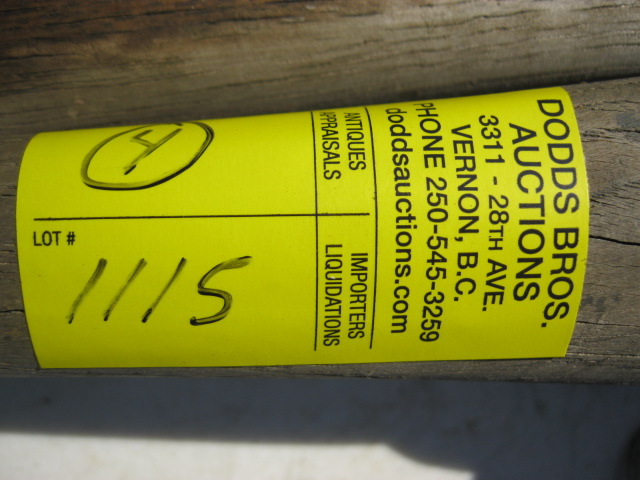 DODDS BROS.
AUCTIONS
3311 - 28TH AVE.
VERNON, B.C.
PHONE 250-545-3259
doddsauctions.com
ANTIQUES
APPRAISALS
IMPORTERS
LIQUIDATIONS
LOT #
1115